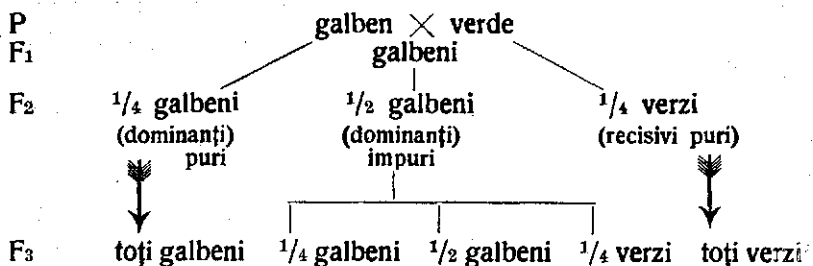 P galben × verde
F1 galbeni
F2 1/4 galbeni 1/2 galbeni 1/4 verzi
(dominanți) (dominanți) (recisivi puri)
puri impuri
F3 toți galbeni 1/4 galbeni 1/2 galbeni 1/4 verzi toți verzi